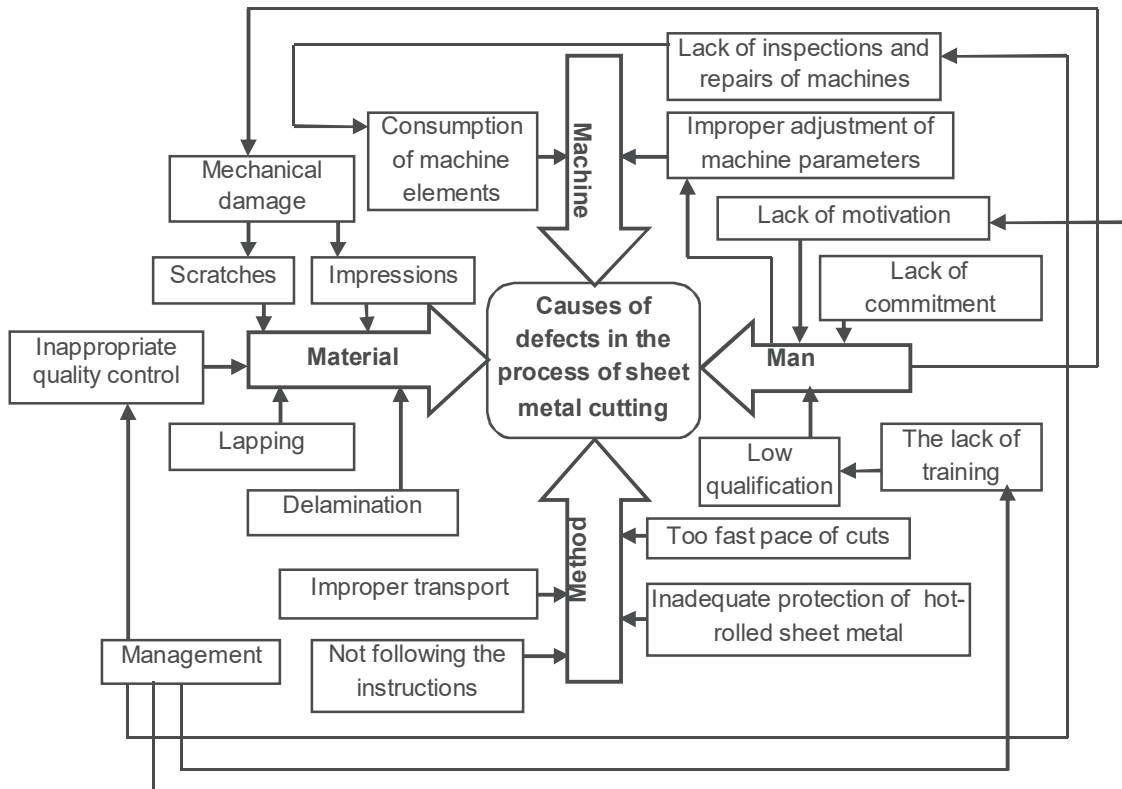 Lack of inspections and
repairs of machines
Consumption
of machine
elements
Machine
Improper adjustment of
machine parameters
Mechanical
damage
Lack of motivation
Scratches
Impressions
Lack of
commitment
Causes of
defects in the
process of sheet
metal cutting
Inappropriate
quality control
Material
Man
Lapping
Low
qualification
The lack of
training
Delamination
Method
Too fast pace of cuts
Improper transport
Inadequate protection of hot-
rolled sheet metal
Management
Not following the
instructions